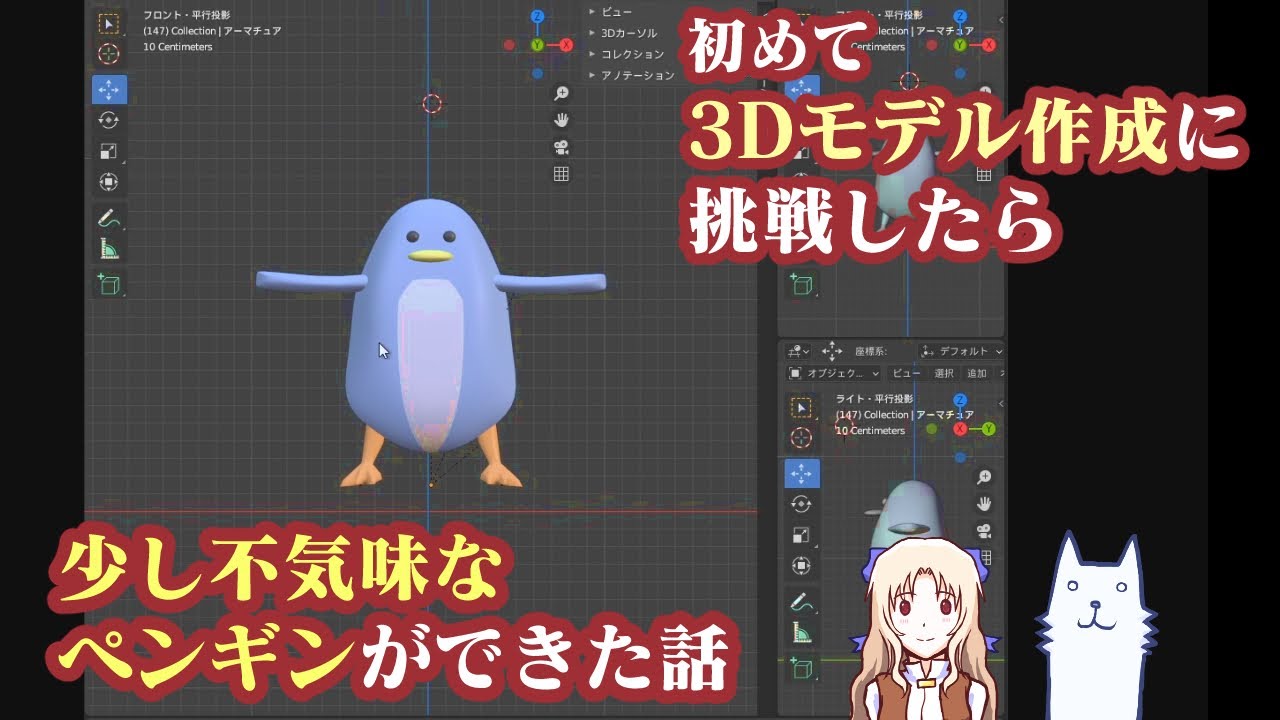 フロント・平行投影
(147) Collection | アーマチュア
10 Centimeters
ビュー
3Dカーソル
コレクション
アノテーション
Z
Y
X
初めて
3Dモデル作成に
挑戦したら
Z
Y
X
座標系:
デフォルト
オブジェク...
ビュー
選択
追加
ライト・平行投影
(147) Collection | アーマチュア
10 Centimeters
Z
X
Y
少し不気味な
ペンギンができた話